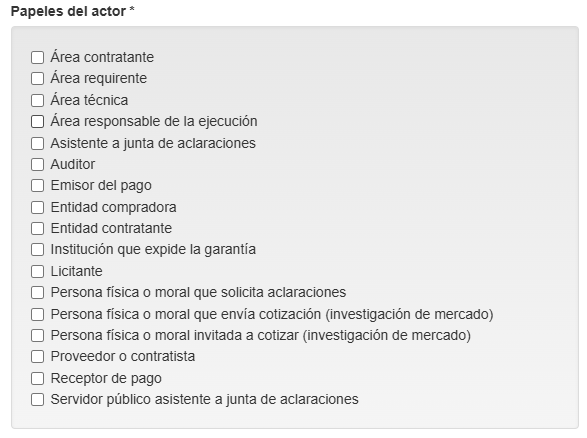 Papeles del actor *
Área contratante
Área requirente
Área técnica
Área responsable de la ejecución
Asistente a junta de aclaraciones
Auditor
Emisor del pago
Entidad compradora
Entidad contratante
Institución que expide la garantía
Licitante
Persona física o moral que solicita aclaraciones
Persona física o moral que envía cotización (investigación de mercado)
Persona física o moral invitada a cotizar (investigación de mercado)
Proveedor o contratista
Receptor de pago
Servidor público asistente a junta de aclaraciones